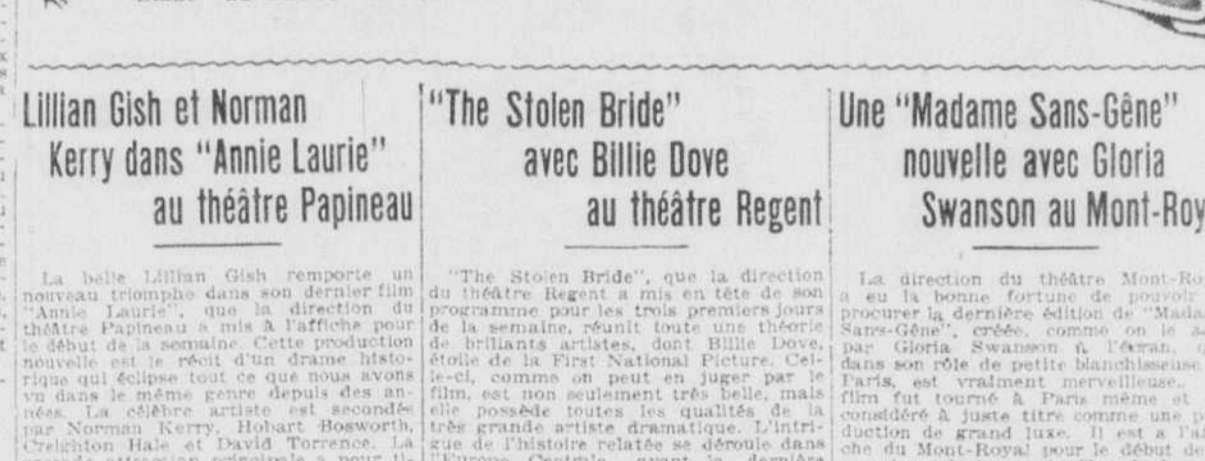 Lillian Gish et Norman
Kerry dans "Annie Laurie"
au théâtre Papineau
La belle Lillian Gish remporte un
nouveau triomphe dans son dernier film
"Annie Laurie", que la direction du
théâtre Papineau a mis à l'affiche pour
le début de la semaine. Cette production
nouvelle est le récit d'un drame histo-
rique qui éclipse tout ce que nous avons
vu dans le même genre depuis des an-
nées. La célèbre artiste est secondée
par Norman Kerry, Hobart Bosworth,
Creighton Hale et David Torrence. La
attraction principale a pour
"The Stolen Bride"
avec Billie Dove
au théâtre Regent
"The Stolen Bride", que la direction
du théâtre Regent a mis en tête de son
programme pour les trois premiers jours
de la semaine, réunit toute une théorie
de brillants artistes, dont Billie Dove,
étoile de la First National Picture. Cel-
le-ci, comme on peut en juger par le
film, est non seulement très belle, mais
elle possède toutes les qualités de la
très grande artiste dramatique. L'intri-
gue de l'histoire relatée se déroule dans
l'Europe Centrale, avant la dernière
Une "Madame Sans-Gêne"
nouvelle avec Gloria
Swanson au Mont-Roy
La direction du théâtre Mont-Ro
a eu la bonne fortune de pouvoir
procurer la dernière édition de "Mada
Sans-Gêne", créée, comme on le
par Gloria Swanson à l'écran,
dans son rôle de petite blanchisseuse
Paris, est vraiment merveilleuse.
film fut tourné à Paris même et
considéré à juste titre comme une p
duction de grand luxe. Il est a l'af
che du Mont-Royal pour le début de